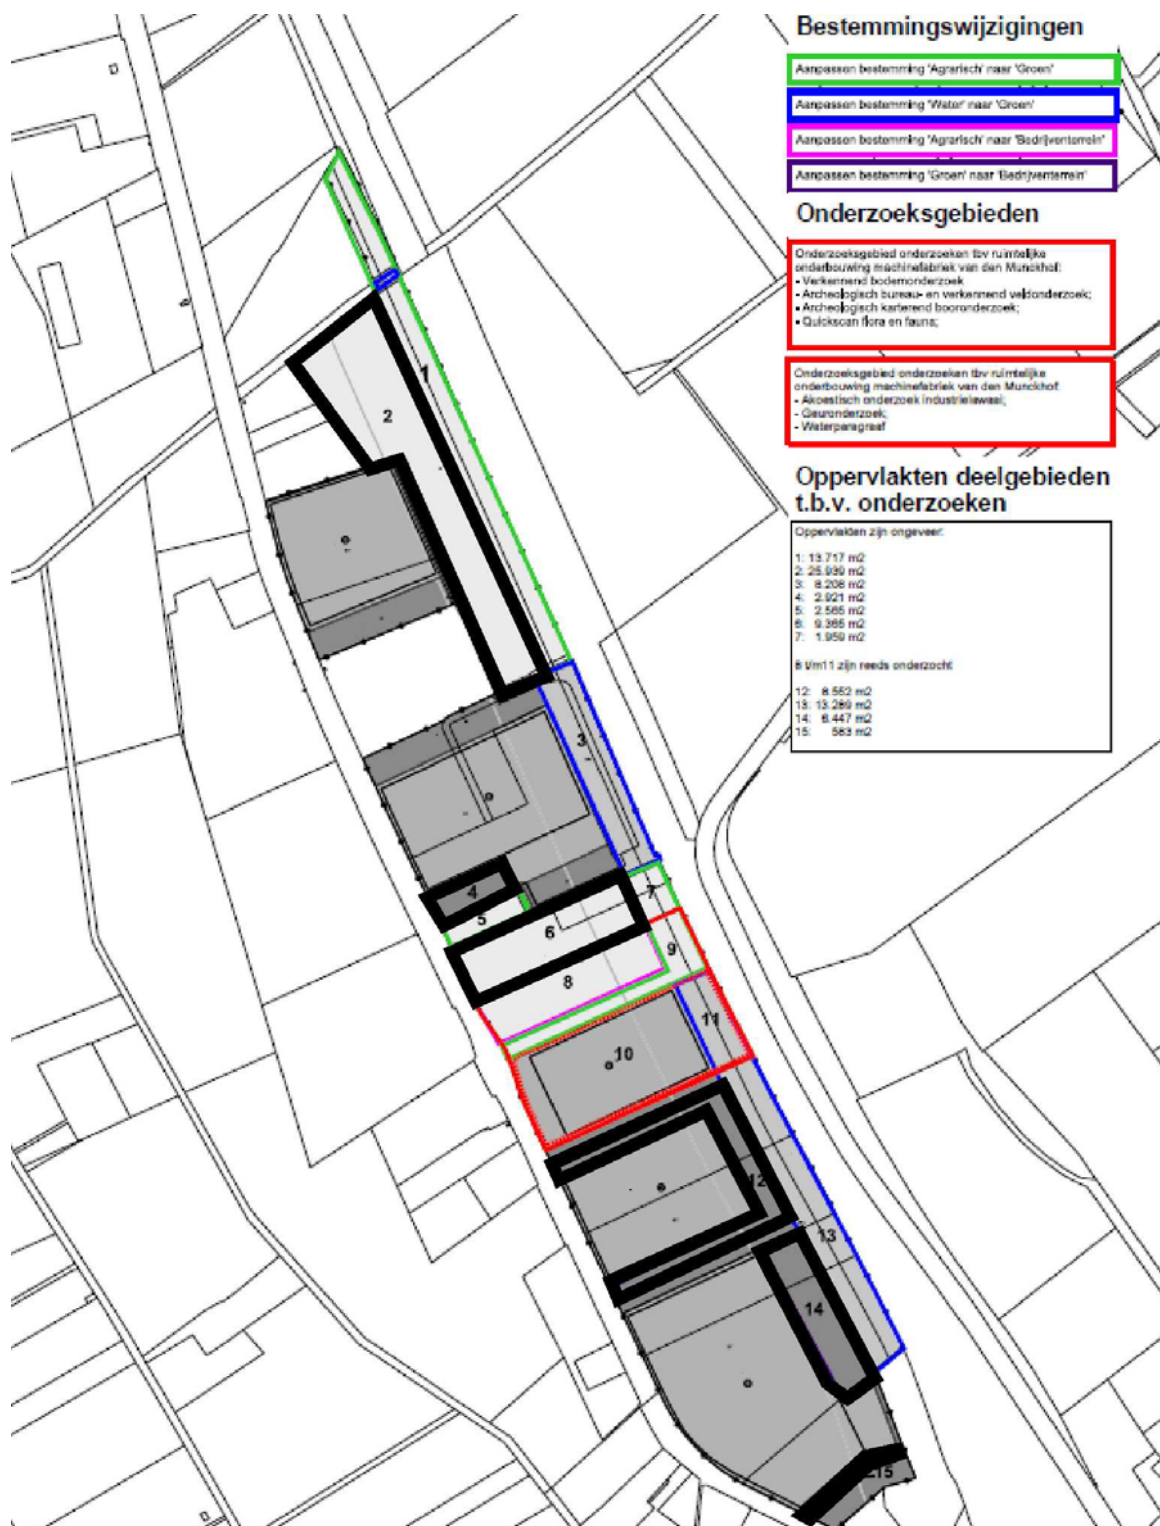 Bestemmingswijzigingen
Aanpassen bestemming 'Agrarisch' naar 'Groen'
Aanpassen bestemming 'Water' naar 'Groen'
Aanpassen bestemming 'Agrarisch' naar 'Bedrijventerrein'
Aanpassen bestemming 'Groen' naar 'Bedrijventerrein'
Onderzoeksgebieden
Onderzoeksgebied onderzoeken tbv ruimtelijke
onderbouwing machinefabriek van den Munckhof:
- Verkennend bodemonderzoek
- Archeologisch bureau- en verkennend veldonderzoek;
- Archeologisch karterend booronderzoek;
- Quickscan flora en fauna;
Onderzoeksgebied onderzoeken tbv ruimtelijke
onderbouwing machinefabriek van den Munckhof:
- Akoestisch onderzoek industrielawaai;
- Geuronderzoek;
- Waterparagraaf
Oppervlakten deelgebieden
t.b.v. onderzoeken
Oppervlakten zijn ongeveer:
1: 13.717 m2
2: 25.939 m2
3: 8.208 m2
4: 2.921 m2
5: 2.565 m2
6: 9.365 m2
7: 1.959 m2
8 t/m11 zijn reeds onderzocht
12: 8.552 m2
13: 13.289 m2
14: 6.447 m2
15: 583 m2
1
2
3
4
5
7
6
9
8
11
10
12
13
14
15